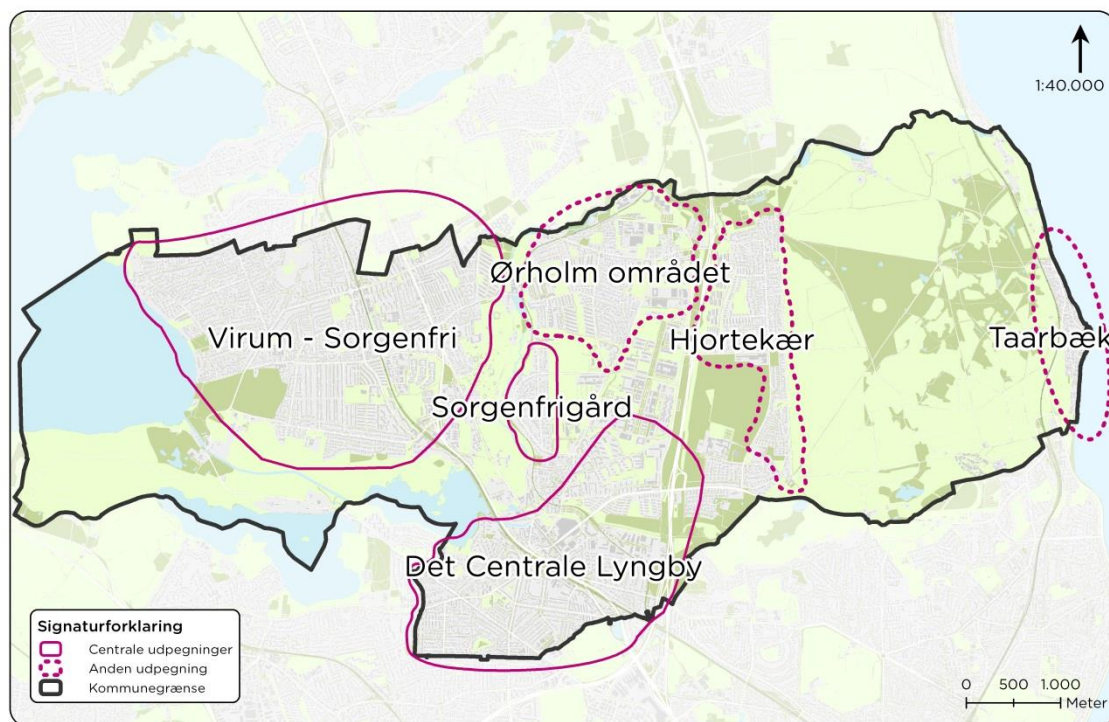 1:40.000
Ørholm området
Virum - Sorgenfri
Hjortekær
Taarbæk
Sorgenfrigård
Det Centrale Lyngby
Signaturforklaring
Centrale udpegninger
Anden udpegning
Kommunegrænse
0 500 1.000
Meter